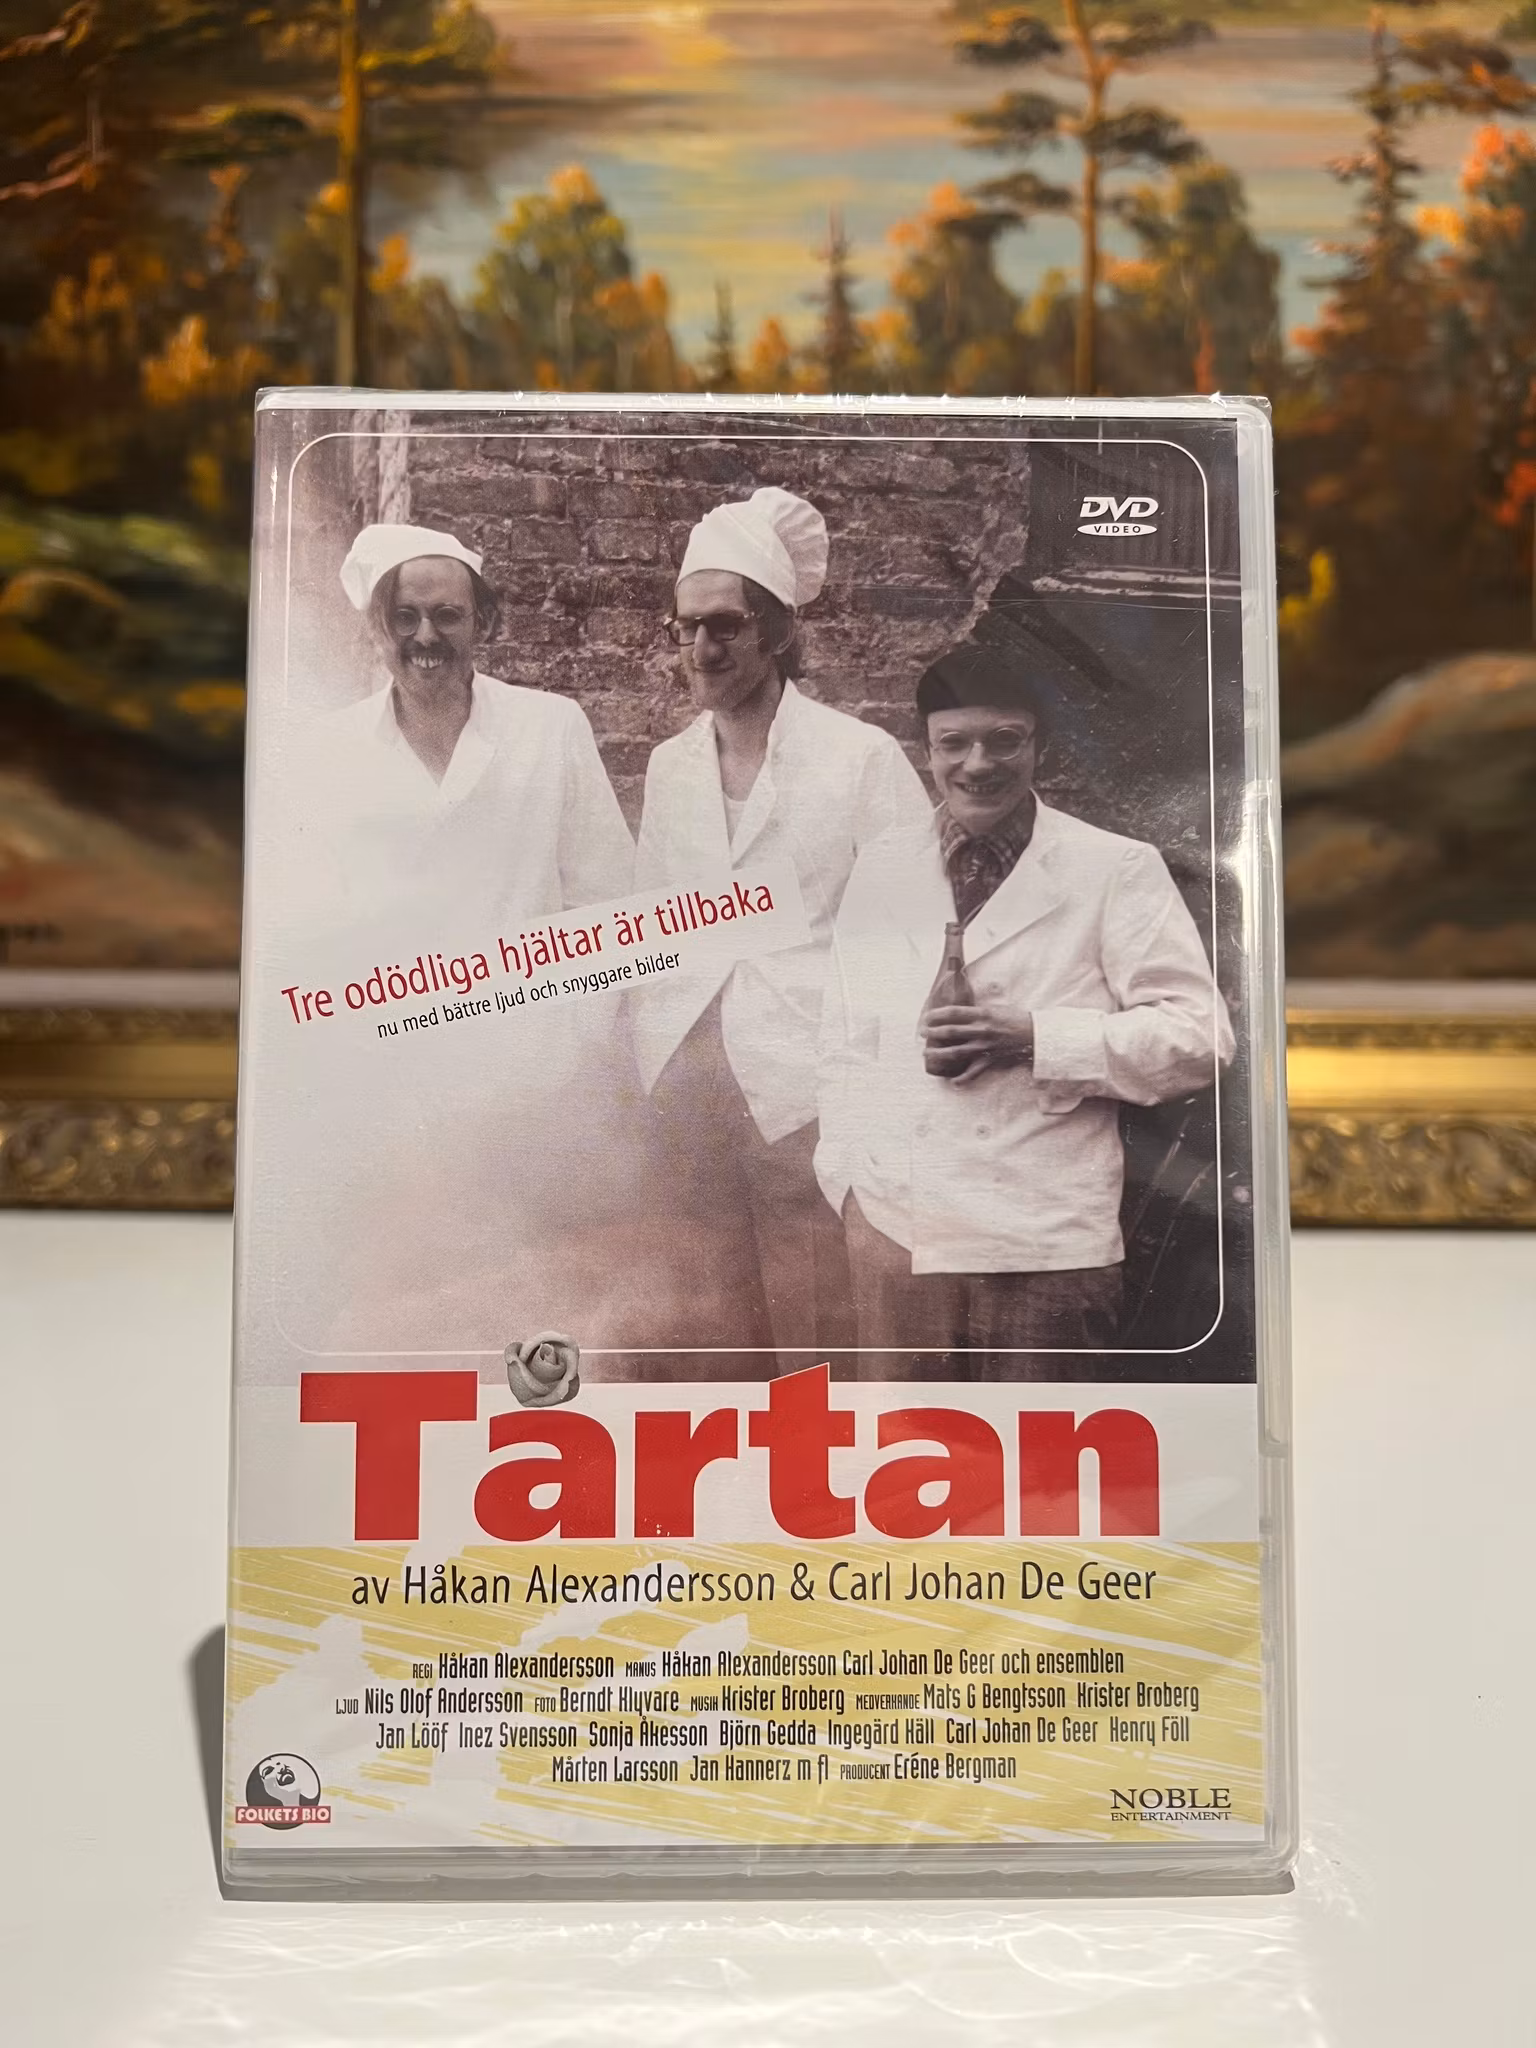 DVD
VIDEO
Tre odödliga hjältar är tillbaka
nu med bättre ljud och snyggare bilder
Tårtan
av Håkan Alexandersson & Carl Johan De Geer
REGI Håkan Alexandersson MANUS Håkan Alexandersson Carl Johan De Geer och ensemblen
LJUD Nils Olof Andersson FOTO Berndt Klyvare MUSIK Krister Broberg MEDVERKANDE Mats G Bengtsson Krister Broberg
Jan Lööf Inez Svensson Sonja Åkesson Björn Gedda Ingegärd Käll Carl Johan De Geer Henry Föll
Mårten Larsson Jan Hannerz m fl PRODUCENT Eréne Bergman
FOLKETS BIO
NOBLE
ENTERTAINMENT